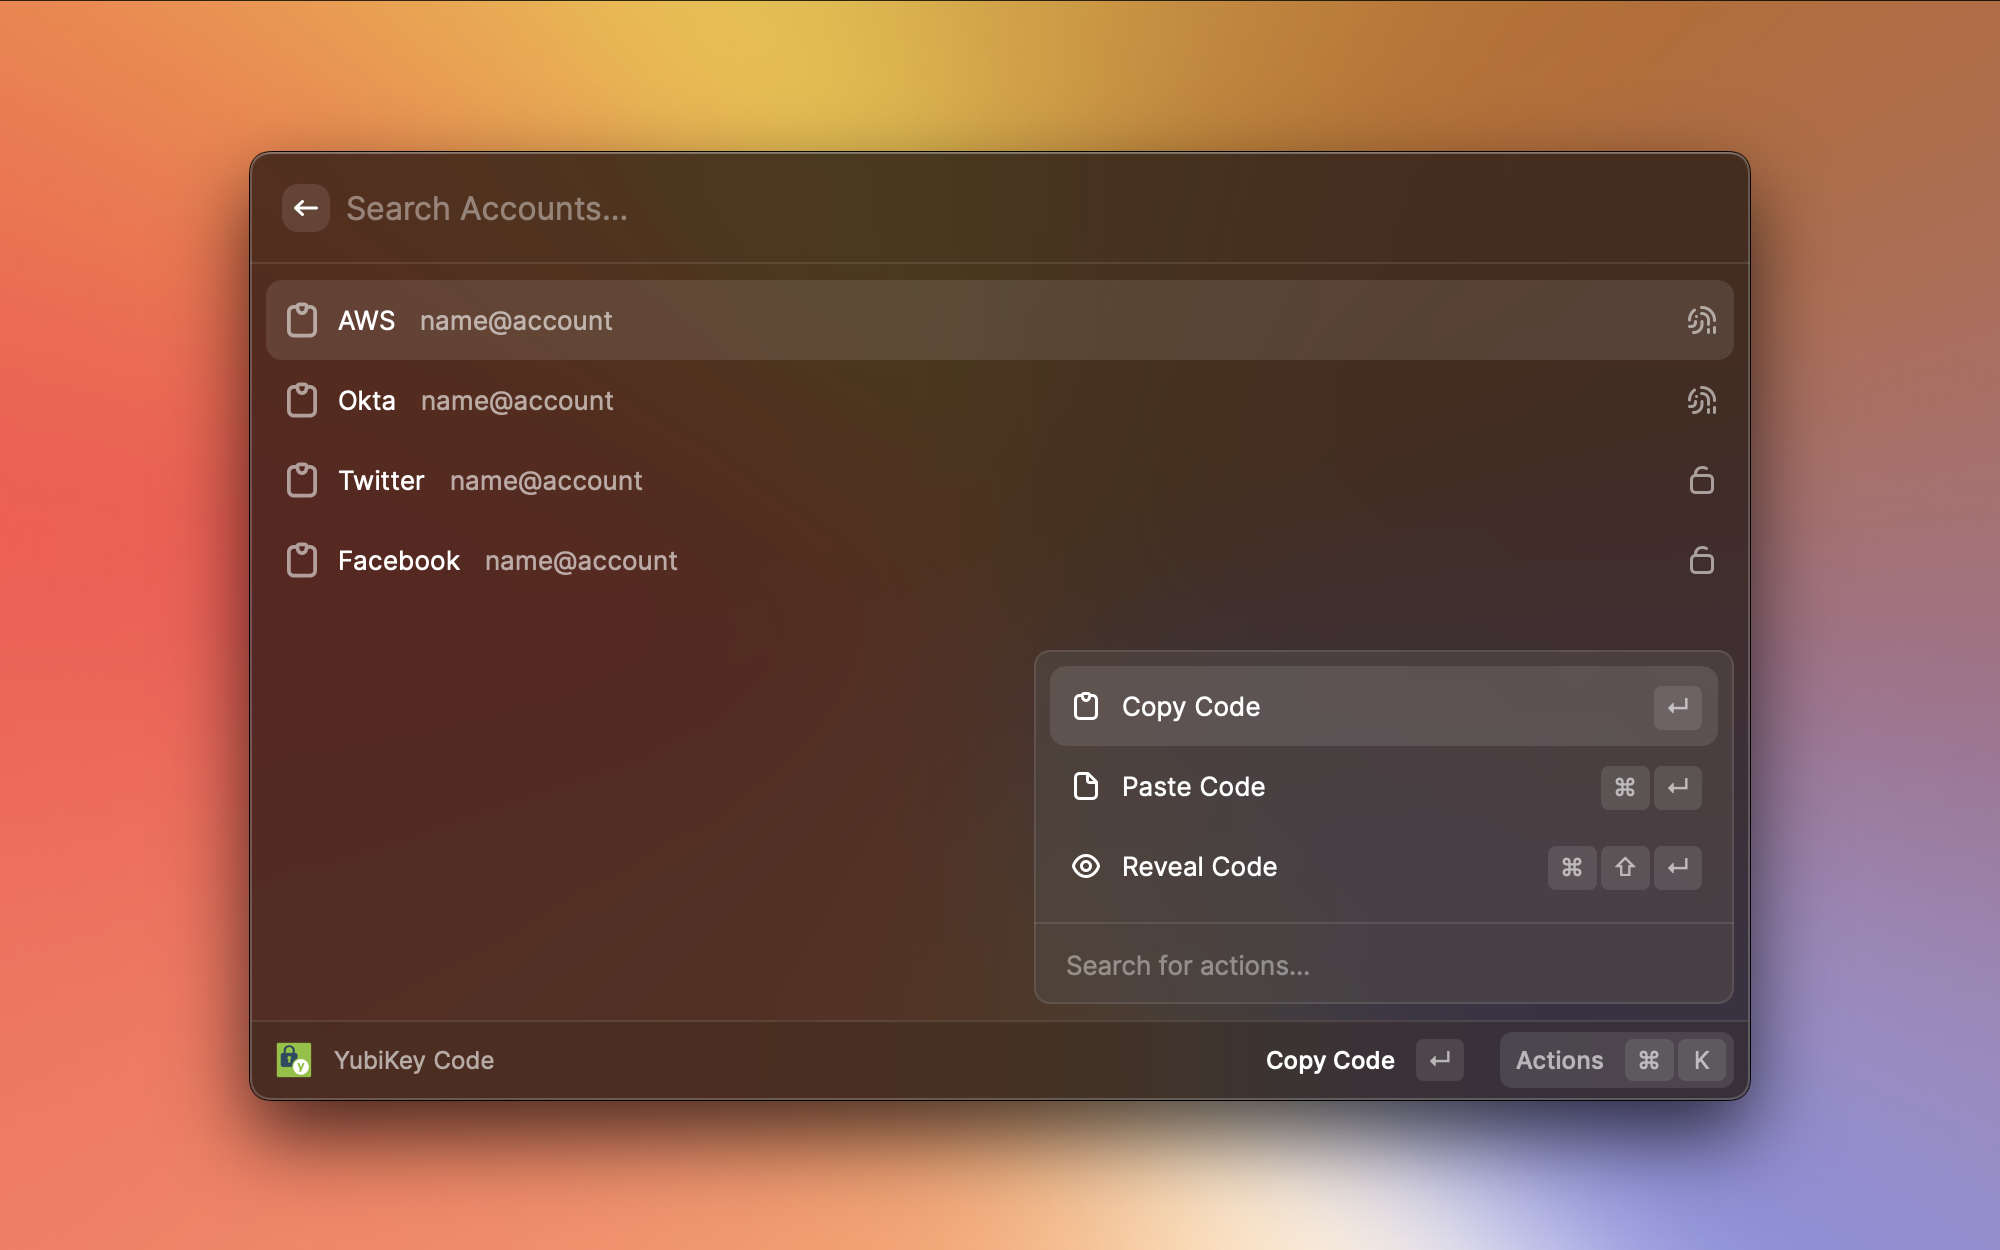 Search Accounts...
AWS name@account
Okta name@account
Twitter name@account
Facebook name@account
Copy Code ↵
Paste Code ⌘ ↵
Reveal Code ⌘ ⇧ ↵
Search for actions...
YubiKey Code Copy Code ↵ Actions ⌘ K